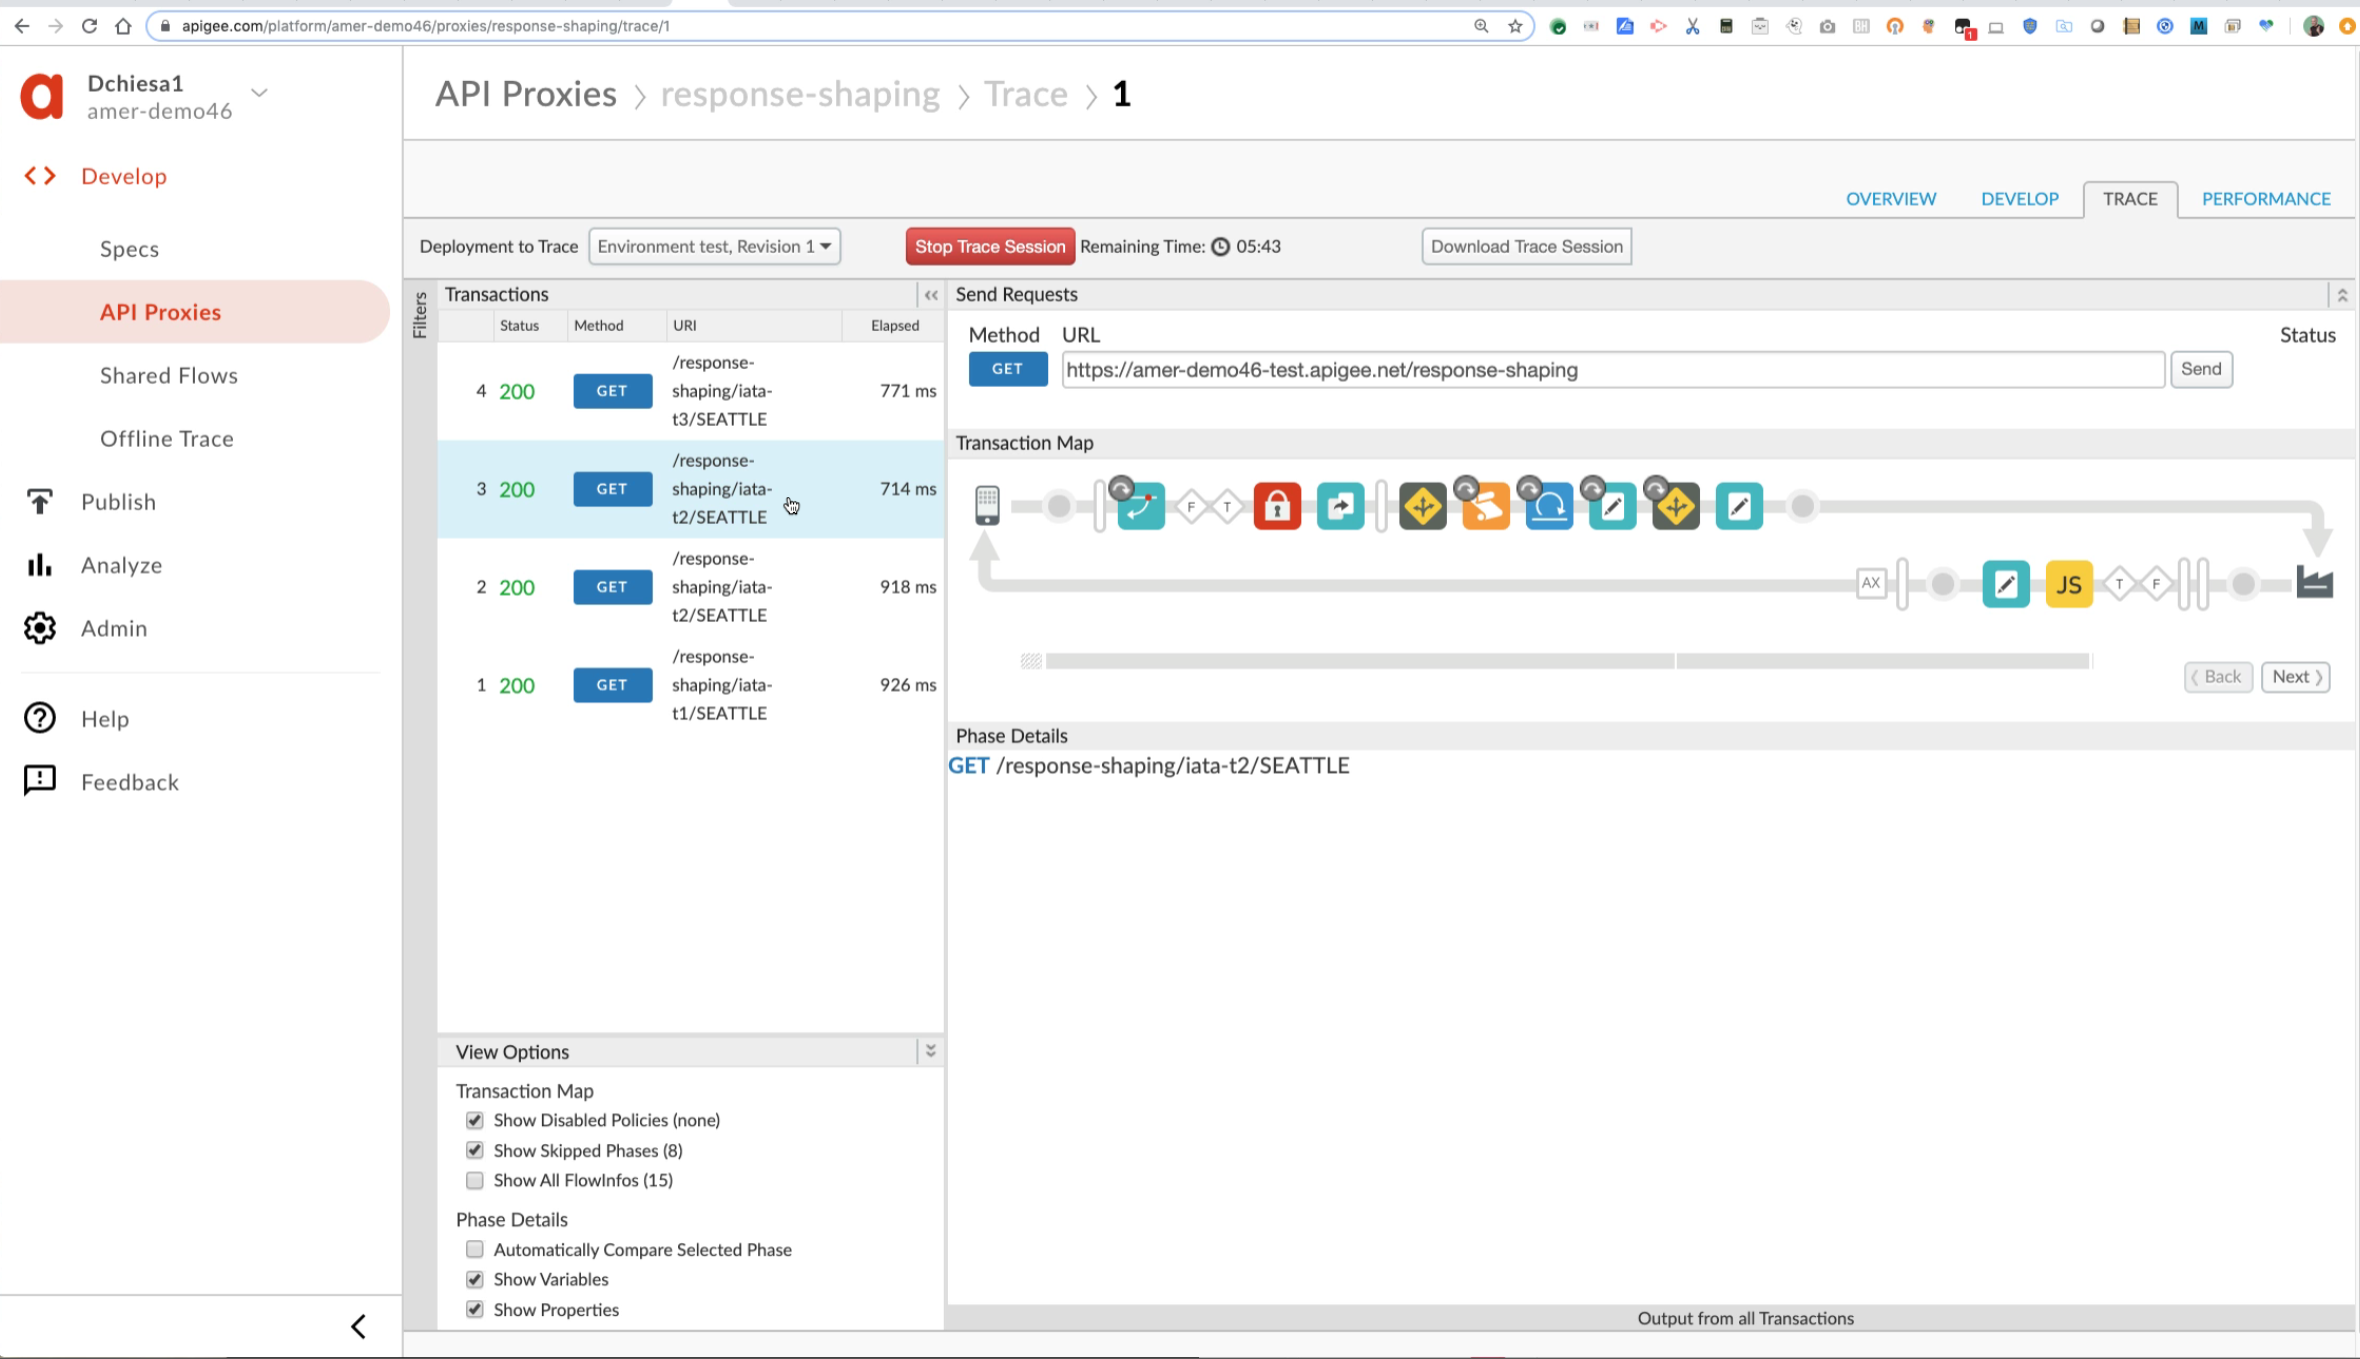 apigee.com/platform/amer-demo46/proxies/response-shaping/trace/1
Dchiesa1
amer-demo46
API Proxies > response-shaping > Trace > 1
Develop
Specs
API Proxies
Shared Flows
Offline Trace
Publish
Analyze
Admin
Help
Feedback
OVERVIEW DEVELOP TRACE PERFORMANCE
Deployment to Trace Environment test, Revision 1 Stop Trace Session Remaining Time: 05:43 Download Trace Session
Filters
Transactions
Status Method URI Elapsed
4 200 GET /response-
shaping/iata-
t3/SEATTLE 771 ms
3 200 GET /response-
shaping/iata-
t2/SEATTLE 714 ms
2 200 GET /response-
shaping/iata-
t2/SEATTLE 918 ms
1 200 GET /response-
shaping/iata-
t1/SEATTLE 926 ms
View Options
Transaction Map
Show Disabled Policies (none)
Show Skipped Phases (8)
Show All FlowInfos (15)
Phase Details
Automatically Compare Selected Phase
Show Variables
Show Properties
Send Requests
Method URL Status
GET https://amer-demo46-test.apigee.net/response-shaping Send
Transaction Map
F T
AX JS T F
Back Next
Phase Details
GET /response-shaping/iata-t2/SEATTLE
Output from all Transactions